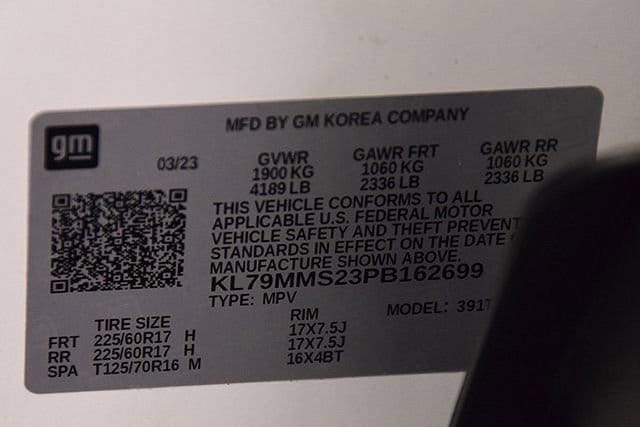 gm
MFD BY GM KOREA COMPANY
03/23
GVWR GAWR FRT GAWR RR
1900 KG 1060 KG 1060 KG
4189 LB 2336 LB 2336 LB
THIS VEHICLE CONFORMS TO ALL
APPLICABLE U.S. FEDERAL MOTOR
VEHICLE SAFETY AND THEFT PREVENT
STANDARDS IN EFFECT ON THE DATE
MANUFACTURE SHOWN ABOVE.
KL79MMS23PB162699
TYPE: MPV MODEL: 391T
TIRE SIZE RIM
FRT 225/60R17 H 17X7.5J
RR 225/60R17 H 17X7.5J
SPA T125/70R16 M 16X4BT